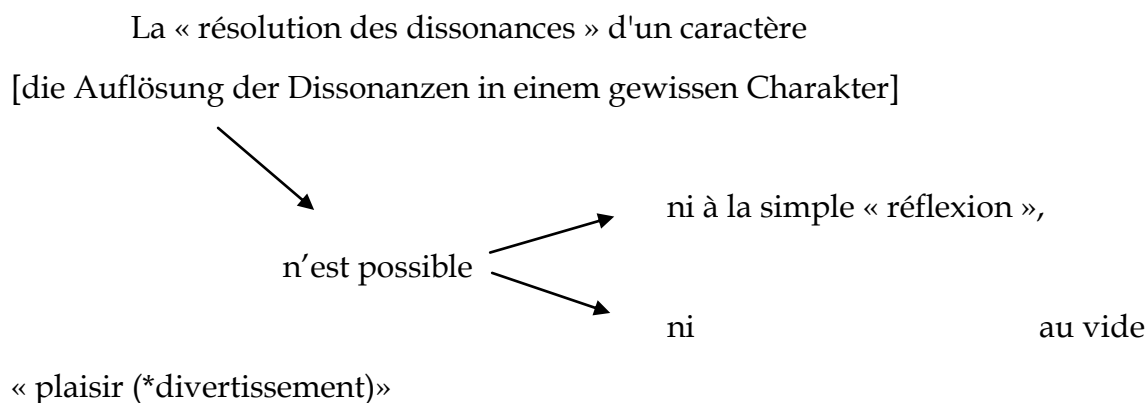 La « résolution des dissonances » d'un caractère
[die Auflösung der Dissonanzen in einem gewissen Charakter]
ni à la simple « réflexion »,
n’est possible
ni au vide
« plaisir (*divertissement)»